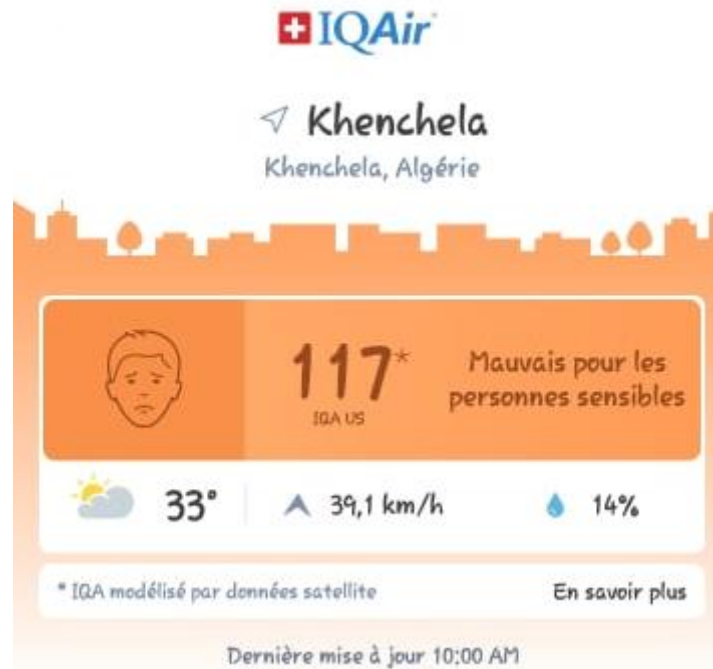 IQAir
Khenchela
Khenchela, Algérie
117*
IQA US
Mauvais pour les
personnes sensibles
33°
39,1 km/h
14%
* IQA modélisé par données satellite
En savoir plus
Dernière mise à jour 10:00 AM